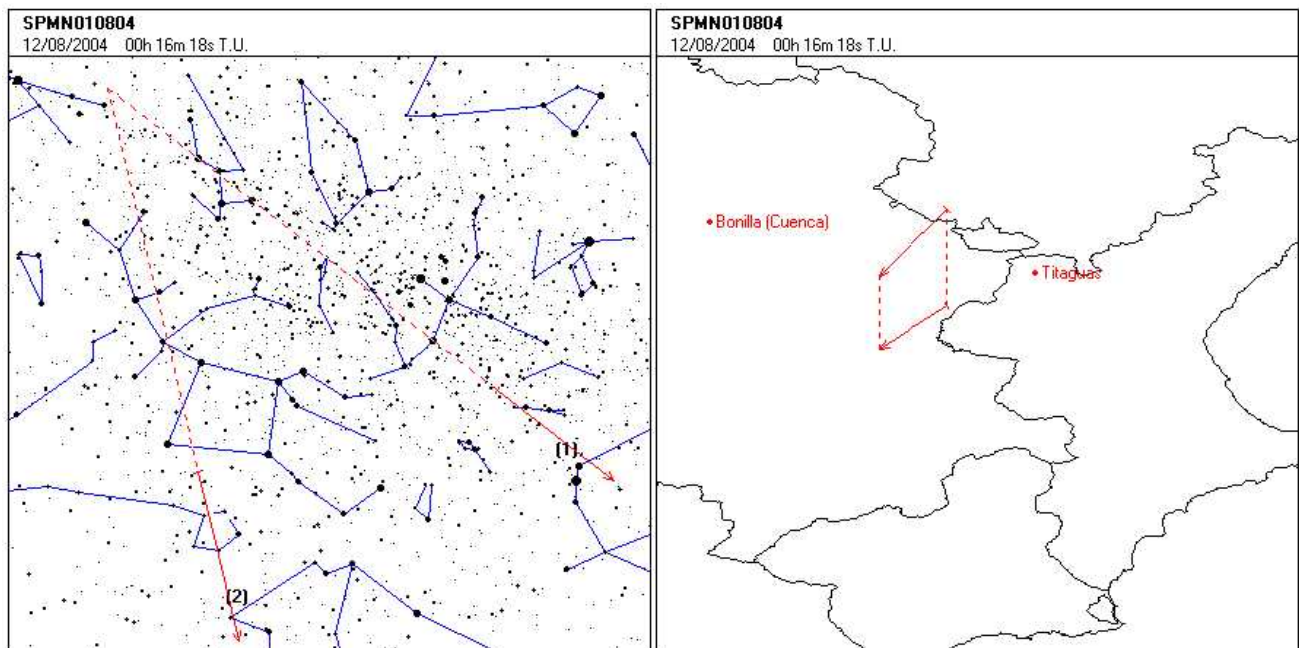 SPMN010804
12/08/2004 00h 16m 18s T.U.
(1)
(2)
SPMN010804
12/08/2004 00h 16m 18s T.U.
Bonilla (Cuenca)
Titaguas